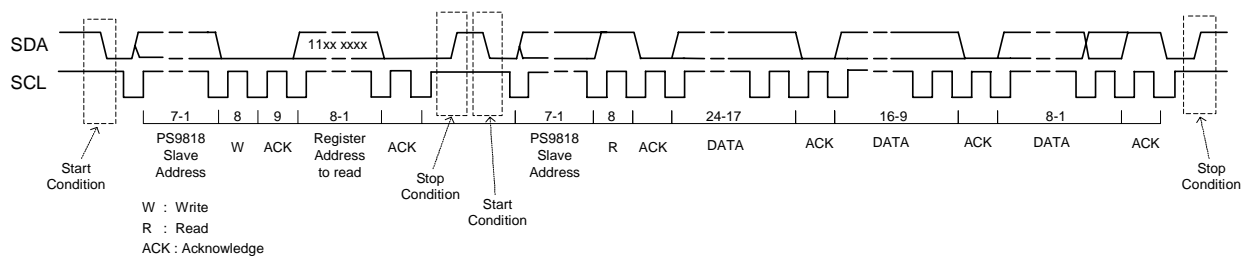 SDA
11xx xxxx
SCL
7-1 8 9 8-1 7-1 8 24-17 16-9 8-1
PS9818 Slave Address
W
ACK
Register Address to read
ACK
PS9818 Slave Address
R
ACK
DATA
ACK
DATA
ACK
DATA
ACK
Start Condition
Stop Condition
Start Condition
Stop Condition
W : Write
R : Read
ACK : Acknowledge